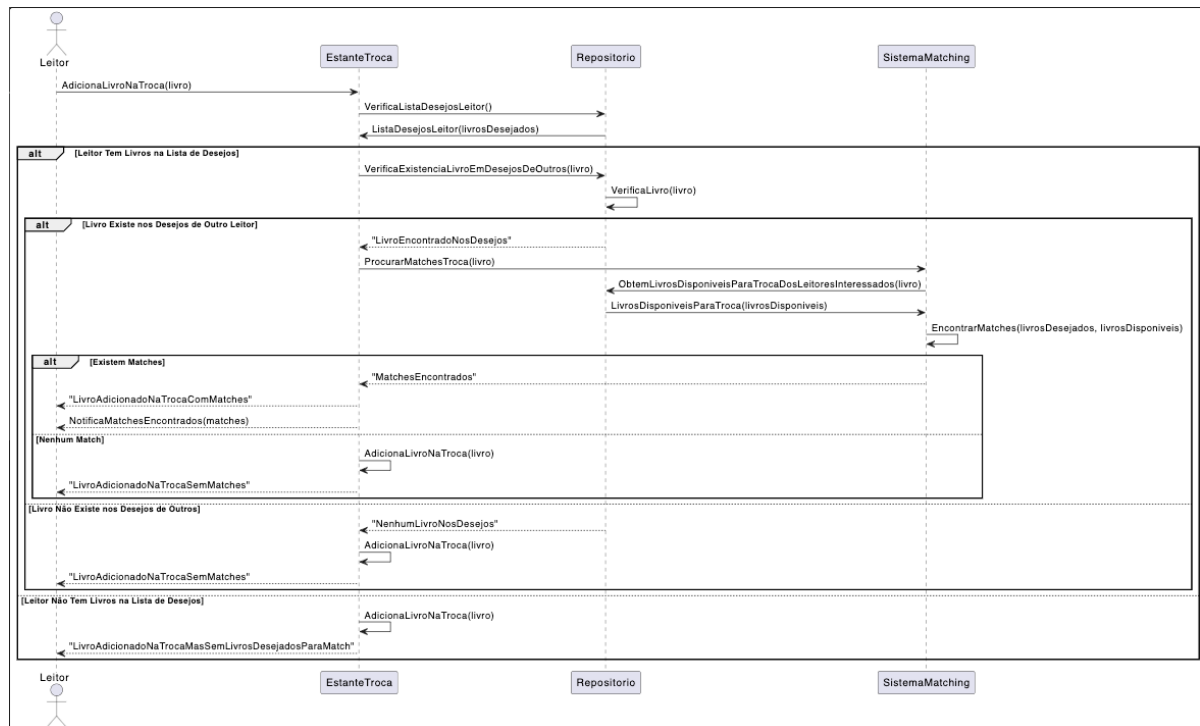 Leitor
EstanteTroca
Repositorio
SistemaMatching
AdicionaLivroNaTroca(livro)
VerificaListaDesejosLeitor()
ListaDesejosLeitor(livrosDesejados)
alt
[Leitor Tem Livros na Lista de Desejos]
VerificaExistenciaLivroEmDesejosDeOutros(livro)
VerificaLivro(livro)
alt
[Livro Existe nos Desejos de Outro Leitor]
"LivroEncontradoNosDesejos"
ProcurarMatchesTroca(livro)
ObtemLivrosDisponiveisParaTrocaDosLeitoresInteressados(livro)
LivrosDisponiveisParaTroca(livrosDisponiveis)
EncontrarMatches(livrosDesejados, livrosDisponiveis)
alt
[Existem Matches]
"MatchesEncontrados"
"LivroAdicionadoNaTrocaComMatches"
NotificaMatchesEncontrados(matches)
[Nenhum Match]
AdicionaLivroNaTroca(livro)
"LivroAdicionadoNaTrocaSemMatches"
[Livro Não Existe nos Desejos de Outros]
"NenhumLivroNosDesejos"
AdicionaLivroNaTroca(livro)
"LivroAdicionadoNaTrocaSemMatches"
[Leitor Não Tem Livros na Lista de Desejos]
AdicionaLivroNaTroca(livro)
"LivroAdicionadoNaTrocaMasSemLivrosDesejadosParaMatch"
Leitor
EstanteTroca
Repositorio
SistemaMatching